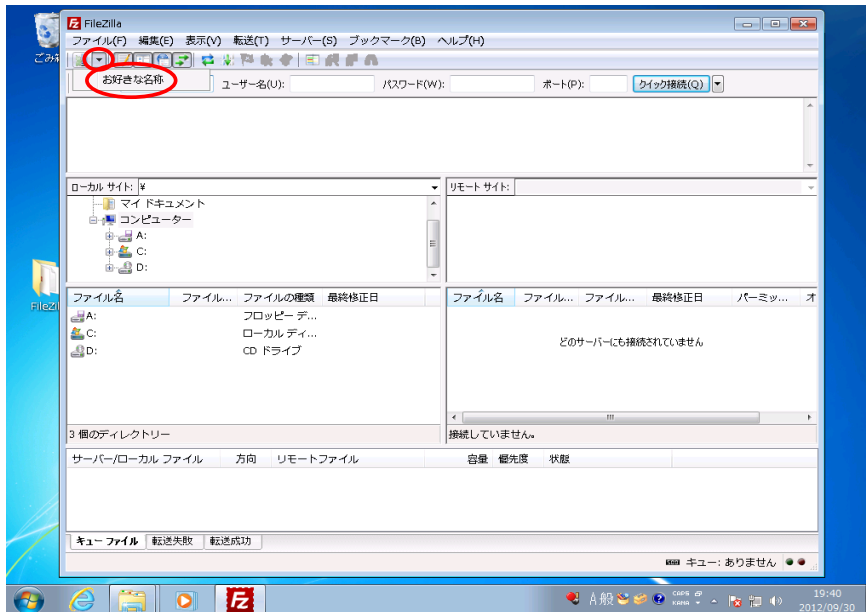 FileZilla
ファイル(F) 編集(E) 表示(V) 転送(T) サーバー(S) ブックマーク(B) ヘルプ(H)
お好きな名称
ユーザー名(U): パスワード(W): ポート(P): クイック接続(Q)
ローカル サイト: ¥
リモート サイト:
マイ ドキュメント
コンピューター
A:
C:
D:
ファイル名 ファイル... ファイルの種類 最終修正日
ファイル名 ファイル... ファイル... 最終修正日 パーミッ... オ
A: フロッピー デ...
C: ローカル ディ...
D: CD ドライブ
どのサーバーにも接続されていません
3 個のディレクトリー
接続していません。
サーバー/ローカル ファイル 方向 リモートファイル 容量 優先度 状態
キュー ファイル 転送失敗 転送成功
キュー: ありません
ごみ箱
FileZil
A 般 CAPS KANA
19:40
2012/09/30